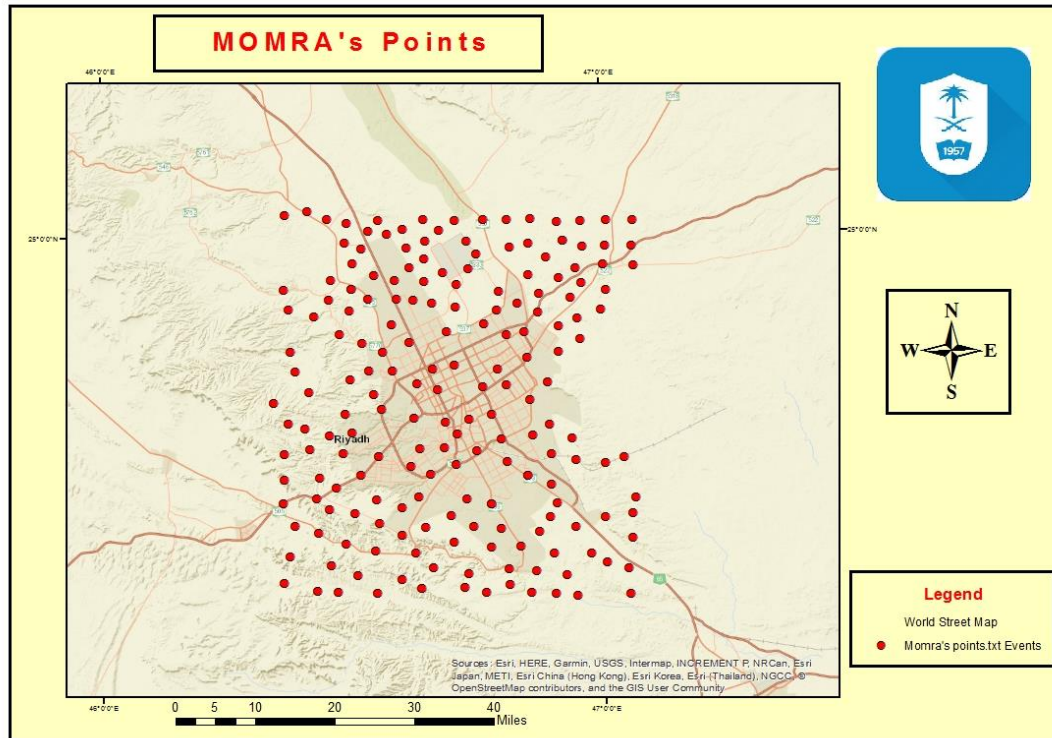 MOMRA's Points
46°0'0"E
47°0'0"E
1957
25°0'0"N
25°0'0"N
N
W
E
S
Riyadh
Legend
World Street Map
Momra's points.txt Events
Sources: Esri, HERE, Garmin, USGS, Intermap, INCREMENT P, NRCan, Esri
Japan, METI, Esri China (Hong Kong), Esri Korea, Esri (Thailand), NGCC, ©
OpenStreetMap contributors, and the GIS User Community
46°0'0"E
47°0'0"E
0
5
10
20
30
40
Miles